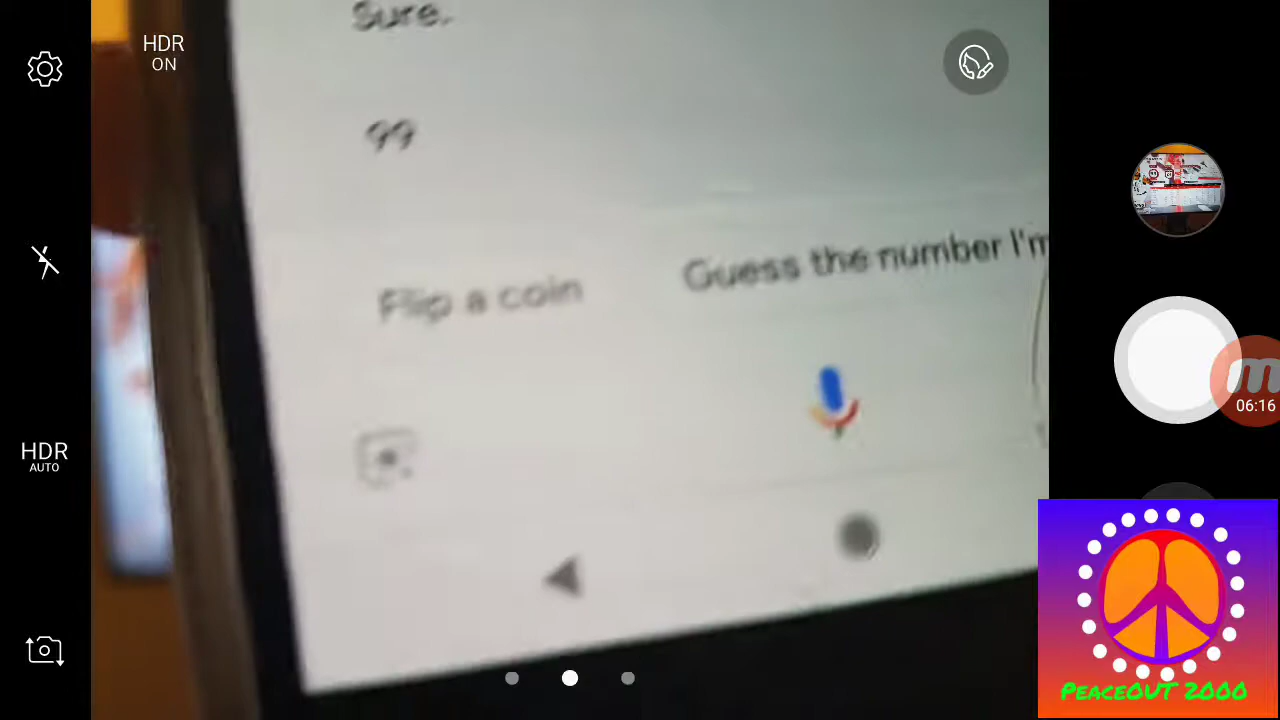 HDR
ON
Sure.
99
Flip a coin
Guess the number I'm
HDR
AUTO
06:16
PeaceOUT 2000